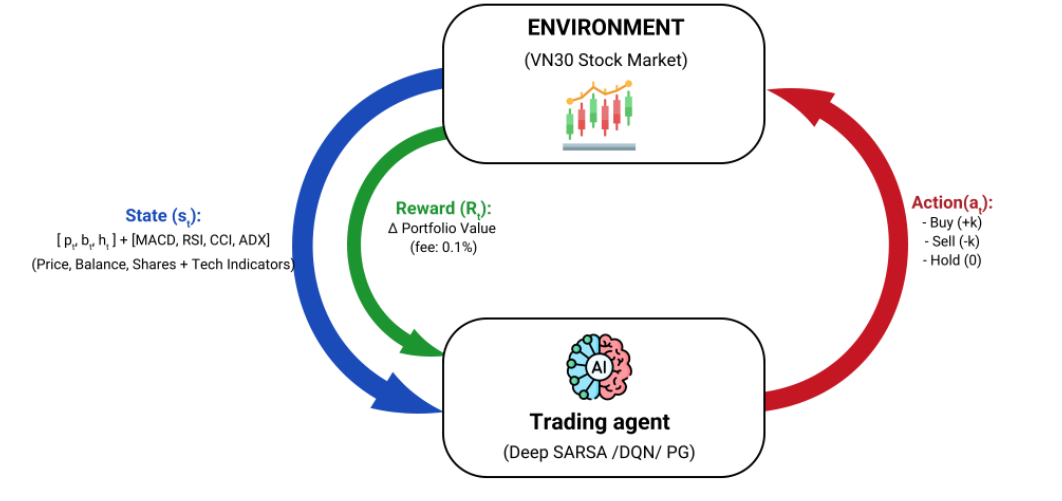 ENVIRONMENT
(VN30 Stock Market)
State (sₜ):
[ pₜ, bₜ, hₜ ] + [MACD, RSI, CCI, ADX]
(Price, Balance, Shares + Tech Indicators)
Reward (Rₜ):
Δ Portfolio Value
(fee: 0.1%)
Action(aₜ):
- Buy (+k)
- Sell (-k)
- Hold (0)
AI
Trading agent
(Deep SARSA /DQN/ PG)